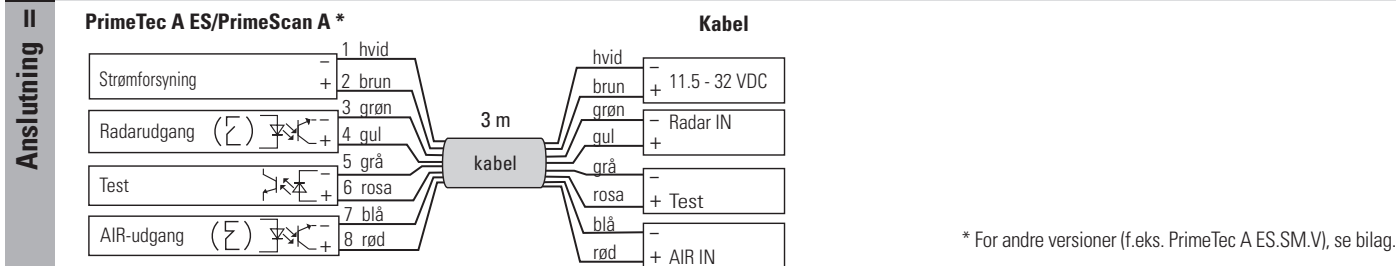 Anslutning =
PrimeTec A ES/PrimeScan A *
Kabel
Strømforsyning
−
+
1 hvid
2 brun
Radarudgang
−
+
3 grøn
4 gul
Test
−
+
5 grå
6 rosa
AIR-udgang
−
+
7 blå
8 rød
3 m
kabel
hvid
brun
−
+ 11.5 - 32 VDC
grøn
gul
− Radar IN
+
grå
rosa
−
+ Test
blå
rød
−
+ AIR IN
* For andre versioner (f.eks. PrimeTec A ES.SM.V), se bilag.